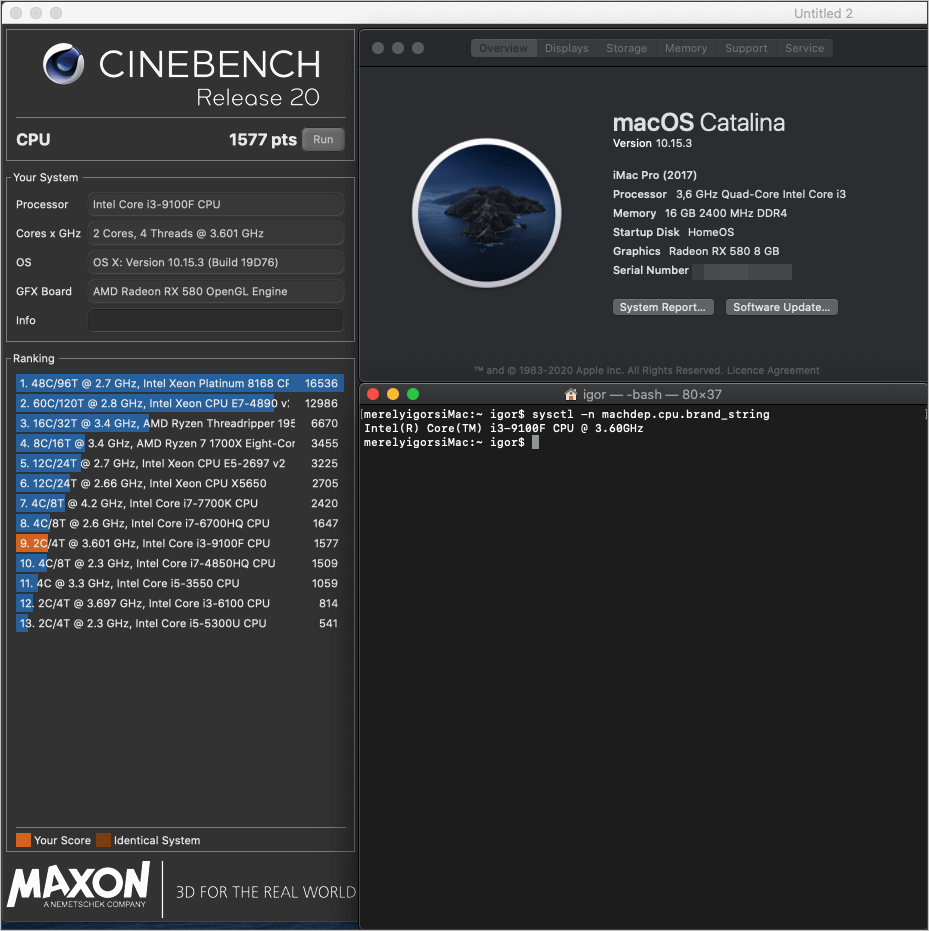 Untitled 2
CINEBENCH
Release 20
CPU 1577 pts Run
Your System
Processor Intel Core i3-9100F CPU
Cores x GHz 2 Cores, 4 Threads @ 3.601 GHz
OS OS X: Version 10.15.3 (Build 19D76)
GFX Board AMD Radeon RX 580 OpenGL Engine
Info
Ranking
1. 48C/96T @ 2.7 GHz, Intel Xeon Platinum 8168 CP 16536
2. 60C/120T @ 2.8 GHz, Intel Xeon CPU E7-4890 v2 12986
3. 16C/32T @ 3.4 GHz, AMD Ryzen Threadripper 195 6670
4. 8C/16T @ 3.4 GHz, AMD Ryzen 7 1700X Eight-Cor 3455
5. 12C/24T @ 2.7 GHz, Intel Xeon CPU E5-2697 v2 3225
6. 12C/24T @ 2.66 GHz, Intel Xeon CPU X5650 2705
7. 4C/8T @ 4.2 GHz, Intel Core i7-7700K CPU 2420
8. 4C/8T @ 2.6 GHz, Intel Core i7-6700HQ CPU 1647
9. 2C/4T @ 3.601 GHz, Intel Core i3-9100F CPU 1577
10. 4C/8T @ 2.3 GHz, Intel Core i7-4850HQ CPU 1509
11. 4C @ 3.3 GHz, Intel Core i5-3550 CPU 1059
12. 2C/4T @ 3.697 GHz, Intel Core i3-6100 CPU 814
13. 2C/4T @ 2.3 GHz, Intel Core i5-5300U CPU 541
Your Score Identical System
MAXON
A NEMETSCHEK COMPANY
3D FOR THE REAL WORLD
Overview Displays Storage Memory Support Service
macOS Catalina
Version 10.15.3
iMac Pro (2017)
Processor 3,6 GHz Quad-Core Intel Core i3
Memory 16 GB 2400 MHz DDR4
Startup Disk HomeOS
Graphics Radeon RX 580 8 GB
Serial Number
System Report... Software Update...
™ and © 1983-2020 Apple Inc. All Rights Reserved. Licence Agreement
igor — -bash — 80×37
[merelyigorsiMac:~ igor$ sysctl -n machdep.cpu.brand_string ]
Intel(R) Core(TM) i3-9100F CPU @ 3.60GHz
merelyigorsiMac:~ igor$